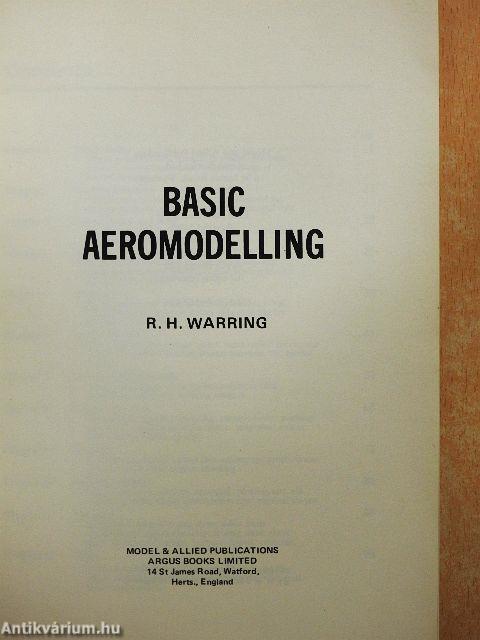 BASIC
AEROMODELLING
R. H. WARRING
MODEL & ALLIED PUBLICATIONS
ARGUS BOOKS LIMITED
14 St James Road, Watford,
Herts., England
Antikvárium.hu